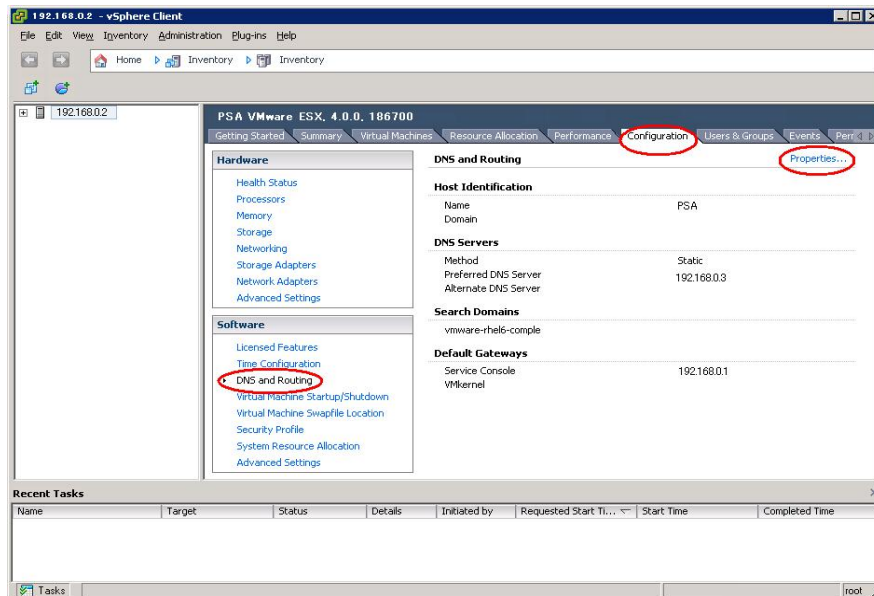 192.168.0.2 - vSphere Client
File Edit View Inventory Administration Plug-ins Help
Home Inventory Inventory
192.168.0.2
PSA VMware ESX, 4.0.0, 186700
Getting Started Summary Virtual Machines Resource Allocation Performance Configuration Users & Groups Events Perr
Hardware
Health Status
Processors
Memory
Storage
Networking
Storage Adapters
Network Adapters
Advanced Settings
Software
Licensed Features
Time Configuration
DNS and Routing
Virtual Machine Startup/Shutdown
Virtual Machine Swapfile Location
Security Profile
System Resource Allocation
Advanced Settings
DNS and Routing Properties...
Host Identification
Name PSA
Domain
DNS Servers
Method Static
Preferred DNS Server 192.168.0.3
Alternate DNS Server
Search Domains
vmware-rhel6-comple
Default Gateways
Service Console 192.168.0.1
VMkernel
Recent Tasks
Name Target Status Details Initiated by Requested Start Ti... Start Time Completed Time
Tasks root